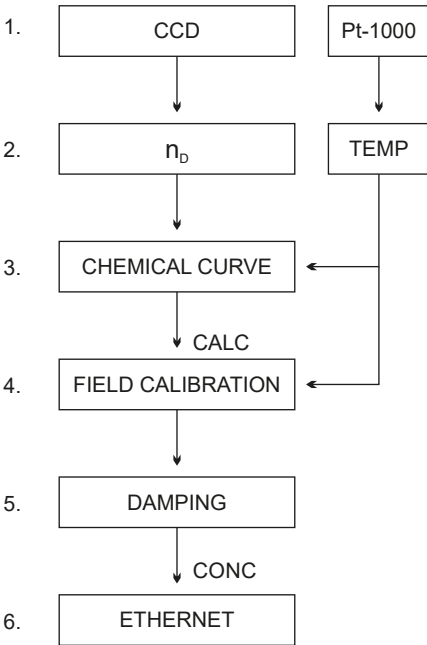 1. CCD Pt-1000
2. n_D TEMP
3. CHEMICAL CURVE
CALC
4. FIELD CALIBRATION
5. DAMPING
CONC
6. ETHERNET